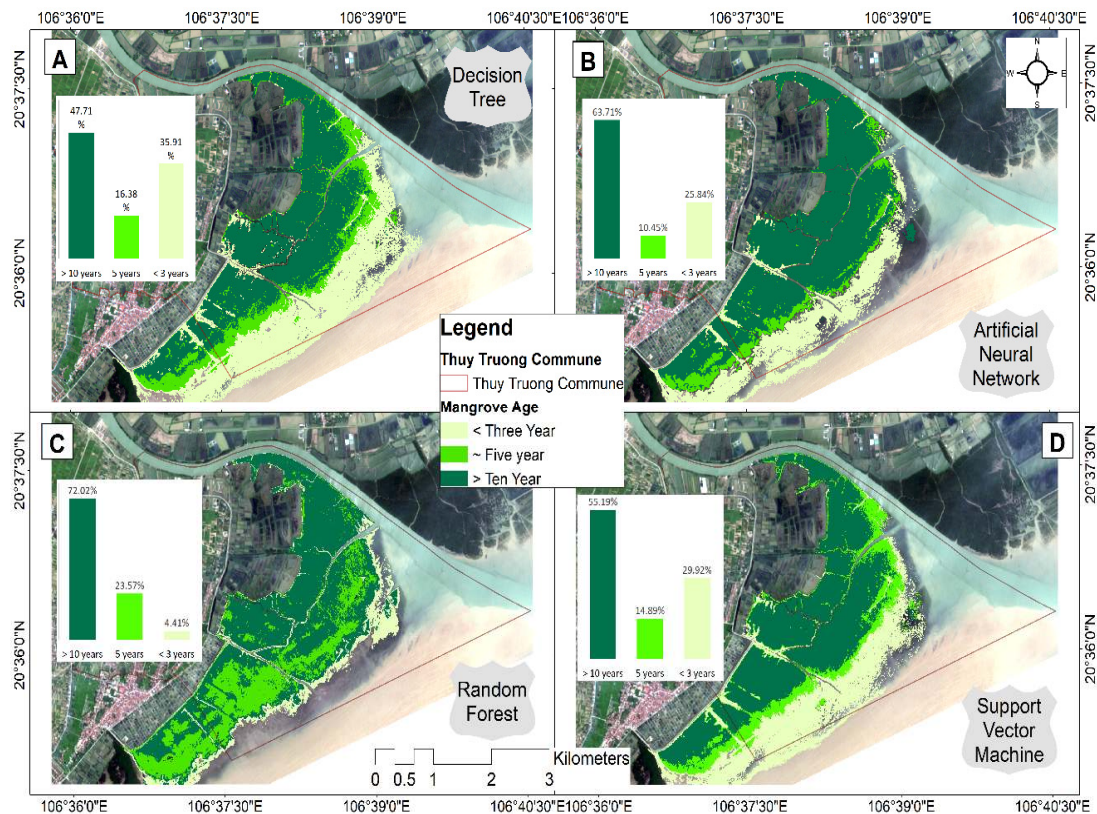 106°36'0"E 106°37'30"E 106°39'0"E 106°40'30"E 106°36'0"E 106°37'30"E 106°39'0"E 106°40'30"E
20°37'30"N
20°36'0"N
A
Decision
Tree
47.71
%
16.38
%
35.91
%
> 10 years 5 years < 3 years
B
N
W E
S
63.71%
10.45%
25.84%
> 10 years 5 years < 3 years
Artificial
Neural
Network
20°37'30"N
20°36'0"N
Legend
Thuy Truong Commune
Thuy Truong Commune
Mangrove Age
< Three Year
~ Five year
> Ten Year
20°37'30"N
20°36'0"N
C
72.02%
23.57%
4.41%
> 10 years 5 years < 3 years
Random
Forest
Kilometers
0 0.5 1 2 3
D
55.19%
14.89%
29.92%
> 10 years 5 years < 3 years
Support
Vector
Machine
20°37'30"N
20°36'0"N
106°36'0"E 106°37'30"E 106°39'0"E 106°40'30"E 106°36'0"E 106°37'30"E 106°39'0"E 106°40'30"E